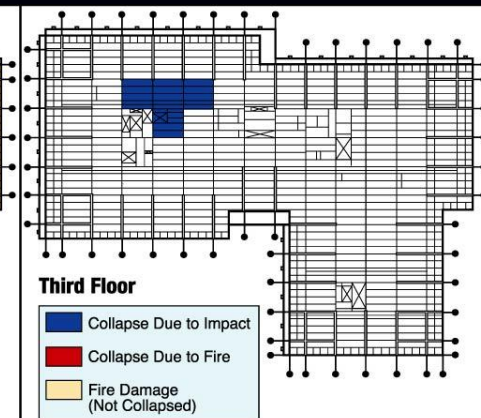 Third Floor
Collapse Due to Impact
Collapse Due to Fire
Fire Damage
(Not Collapsed)